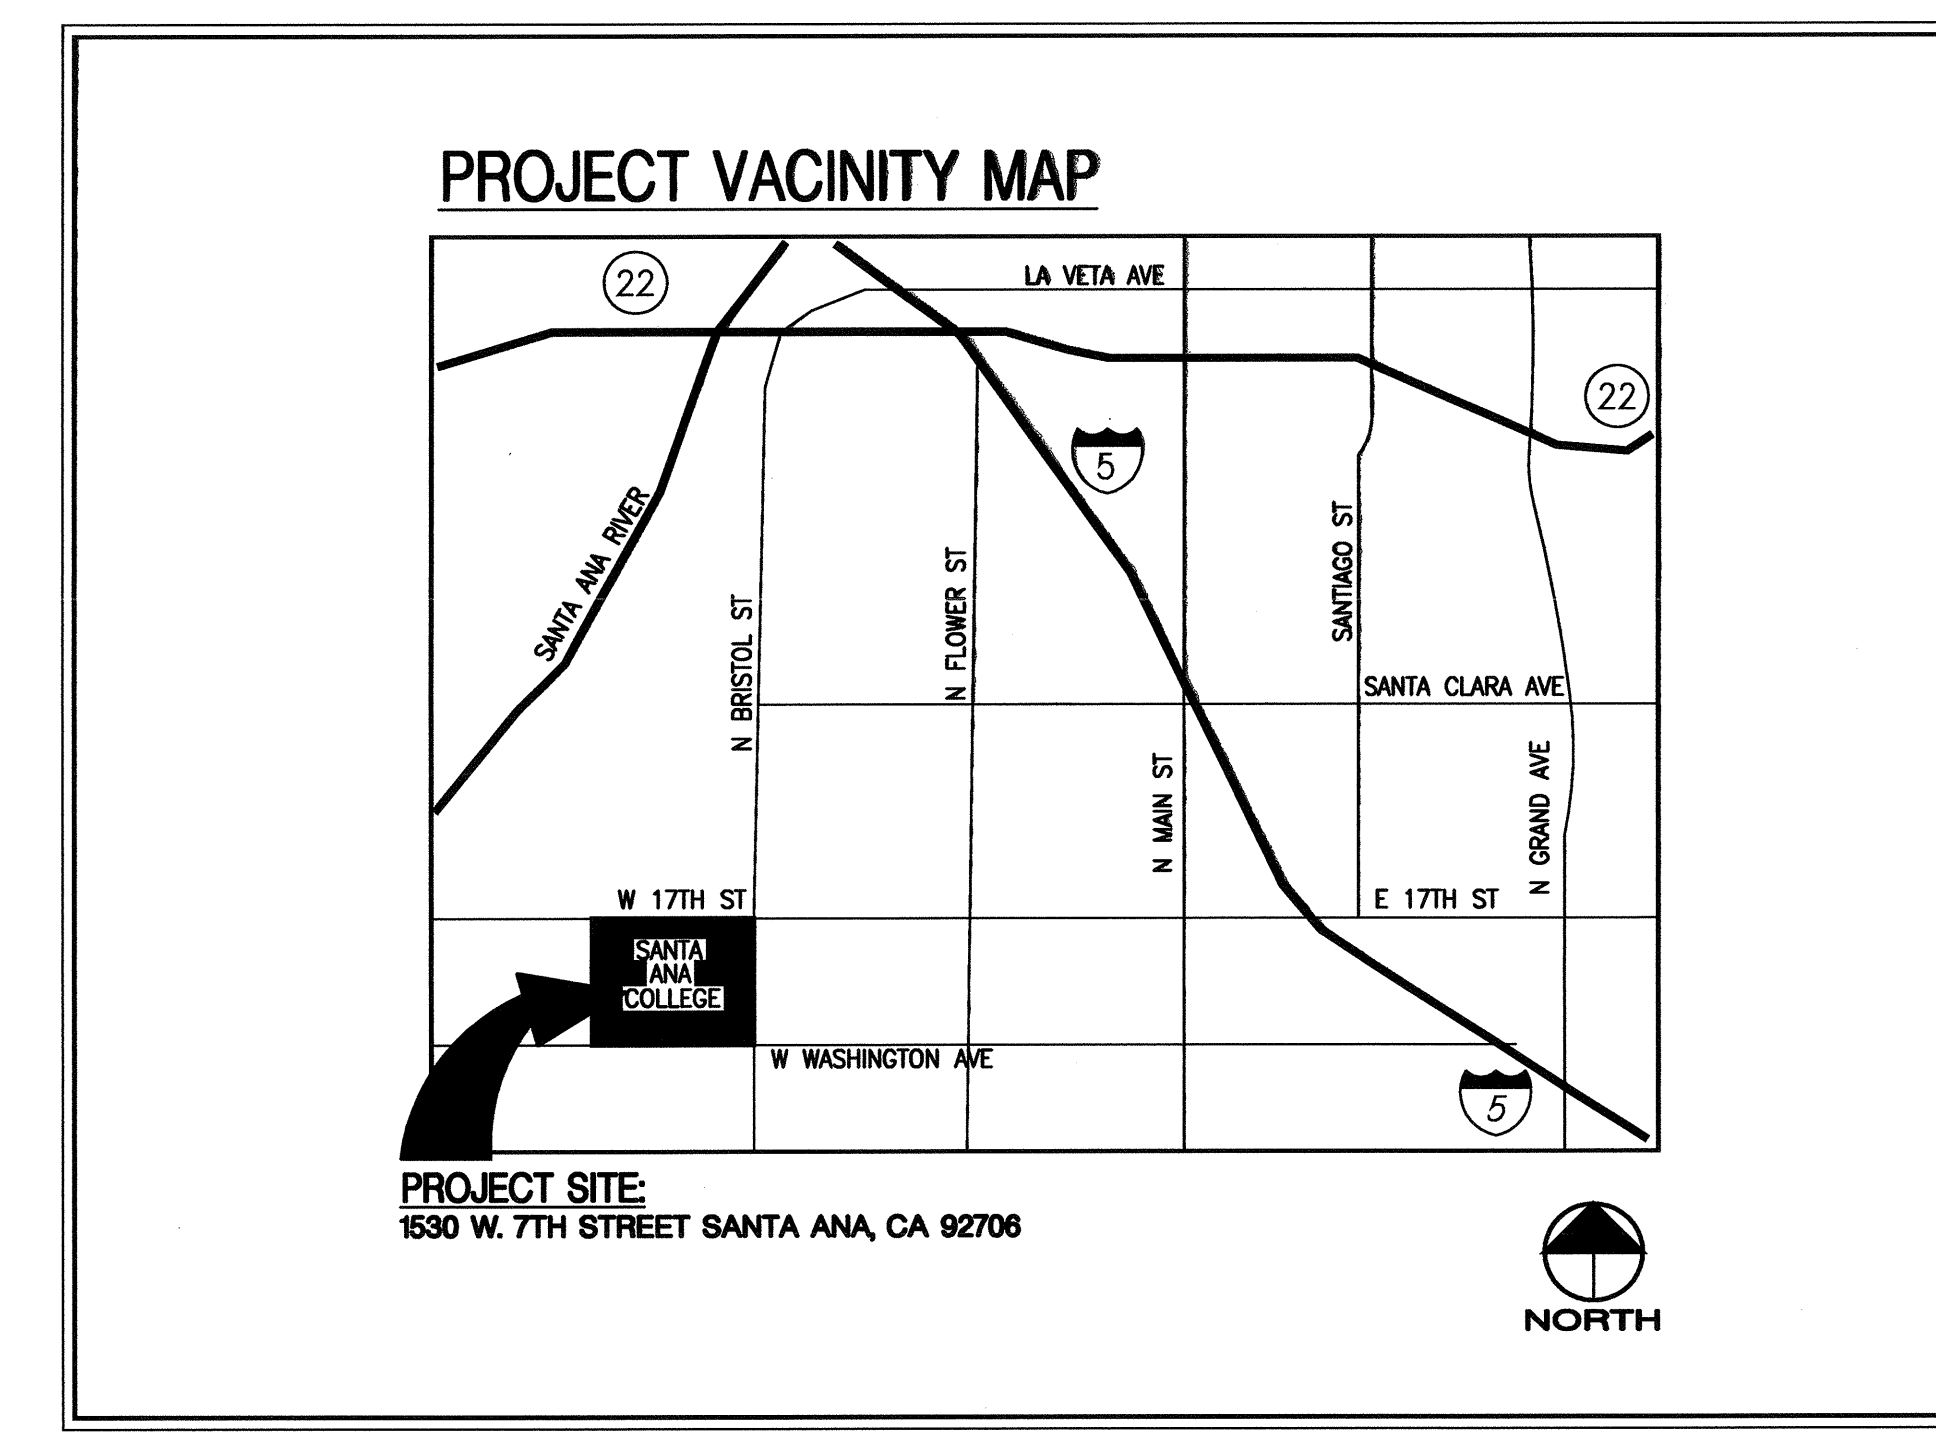 PROJECT VACINITY MAP
22
LA VETA AVE
22
5
SANTA ANA RIVER
N BRISTOL ST
N FLOWER ST
SANTIAGO ST
SANTA CLARA AVE
N MAIN ST
N GRAND AVE
W 17TH ST
E 17TH ST
SANTA
ANA
COLLEGE
W WASHINGTON AVE
5
PROJECT SITE:
1530 W. 7TH STREET SANTA ANA, CA 92706
NORTH